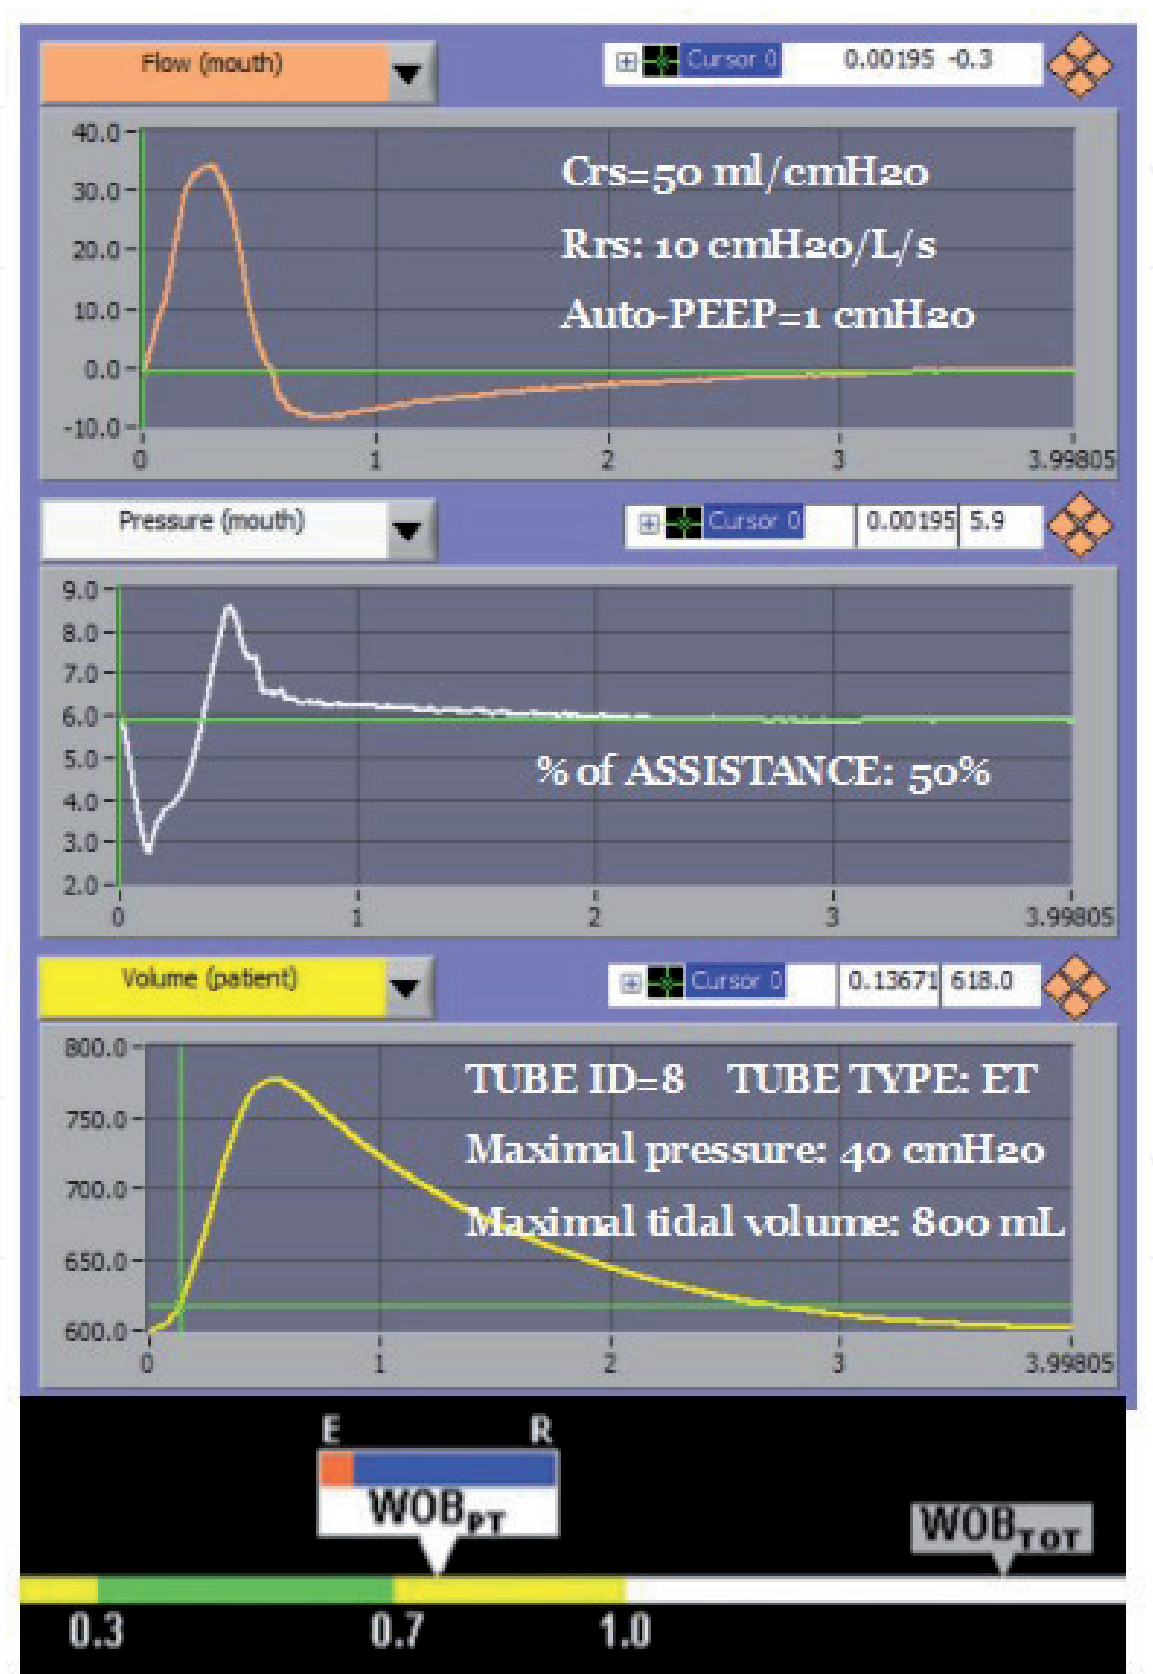 Flow (mouth)
Cursor 0 0.00195 -0.3
40.0
30.0
20.0
10.0
0.0
-10.0
0 1 2 3 3.99805
Crs=50 ml/cmH20
Rrs: 10 cmH20/L/s
Auto-PEEP=1 cmH20
Pressure (mouth)
Cursor 0 0.00195 5.9
9.0
8.0
7.0
6.0
5.0
4.0
3.0
2.0
0 1 2 3 3.99805
% of ASSISTANCE: 50%
Volume (patient)
Cursor 0 0.13671 618.0
800.0
750.0
700.0
650.0
600.0
0 1 2 3 3.99805
TUBE ID=8 TUBE TYPE: ET
Maximal pressure: 40 cmH20
Maximal tidal volume: 800 mL
E R
WOBPT
WOBTOT
0.3 0.7 1.0